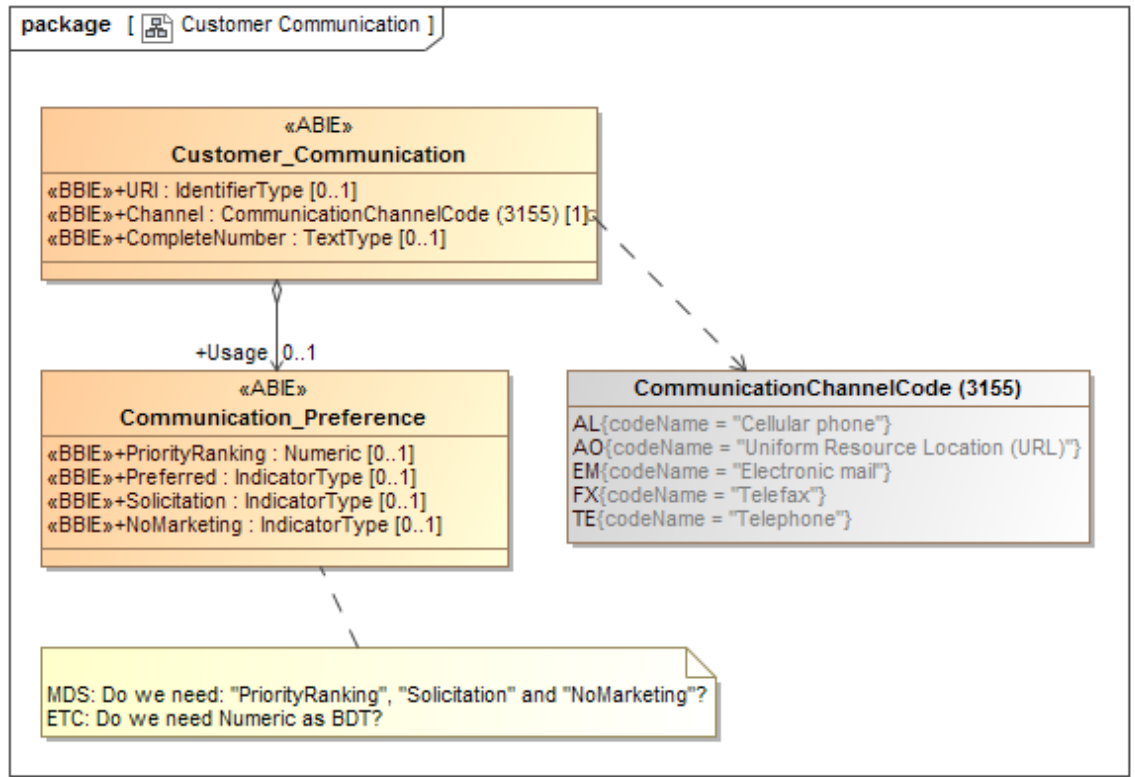 package [ Customer Communication ]
«ABIE»
Customer_Communication
«BBIE»+URI : IdentifierType [0..1]
«BBIE»+Channel : CommunicationChannelCode (3155) [1]
«BBIE»+CompleteNumber : TextType [0..1]
+Usage 0..1
«ABIE»
Communication_Preference
«BBIE»+PriorityRanking : Numeric [0..1]
«BBIE»+Preferred : IndicatorType [0..1]
«BBIE»+Solicitation : IndicatorType [0..1]
«BBIE»+NoMarketing : IndicatorType [0..1]
CommunicationChannelCode (3155)
AL{codeName = "Cellular phone"}
AO{codeName = "Uniform Resource Location (URL)"}
EM{codeName = "Electronic mail"}
FX{codeName = "Telefax"}
TE{codeName = "Telephone"}
MDS: Do we need: "PriorityRanking", "Solicitation" and "NoMarketing"?
ETC: Do we need Numeric as BDT?